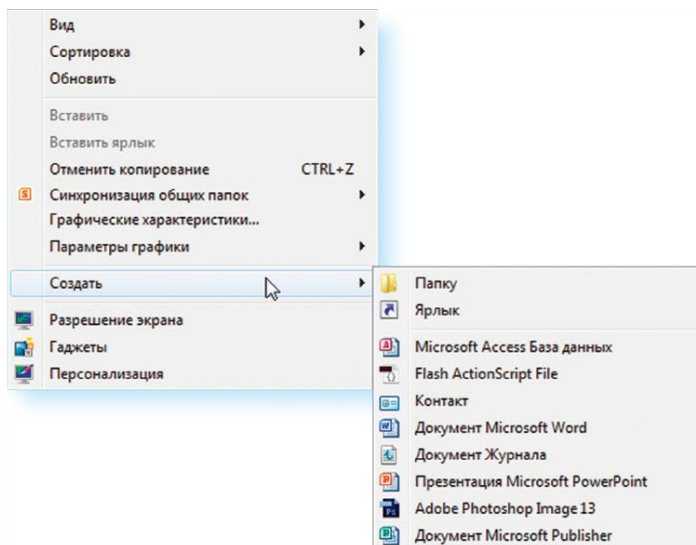 Вид
Сортировка
Обновить
Вставить
Вставить ярлык
Отменить копирование CTRL+Z
S Синхронизация общих папок
Графические характеристики...
Параметры графики
Создать
Разрешение экрана
Гаджеты
Персонализация
Папку
Ярлык
Microsoft Access База данных
Flash ActionScript File
Контакт
Документ Microsoft Word
Документ Журнала
Презентация Microsoft PowerPoint
Adobe Photoshop Image 13
Документ Microsoft Publisher